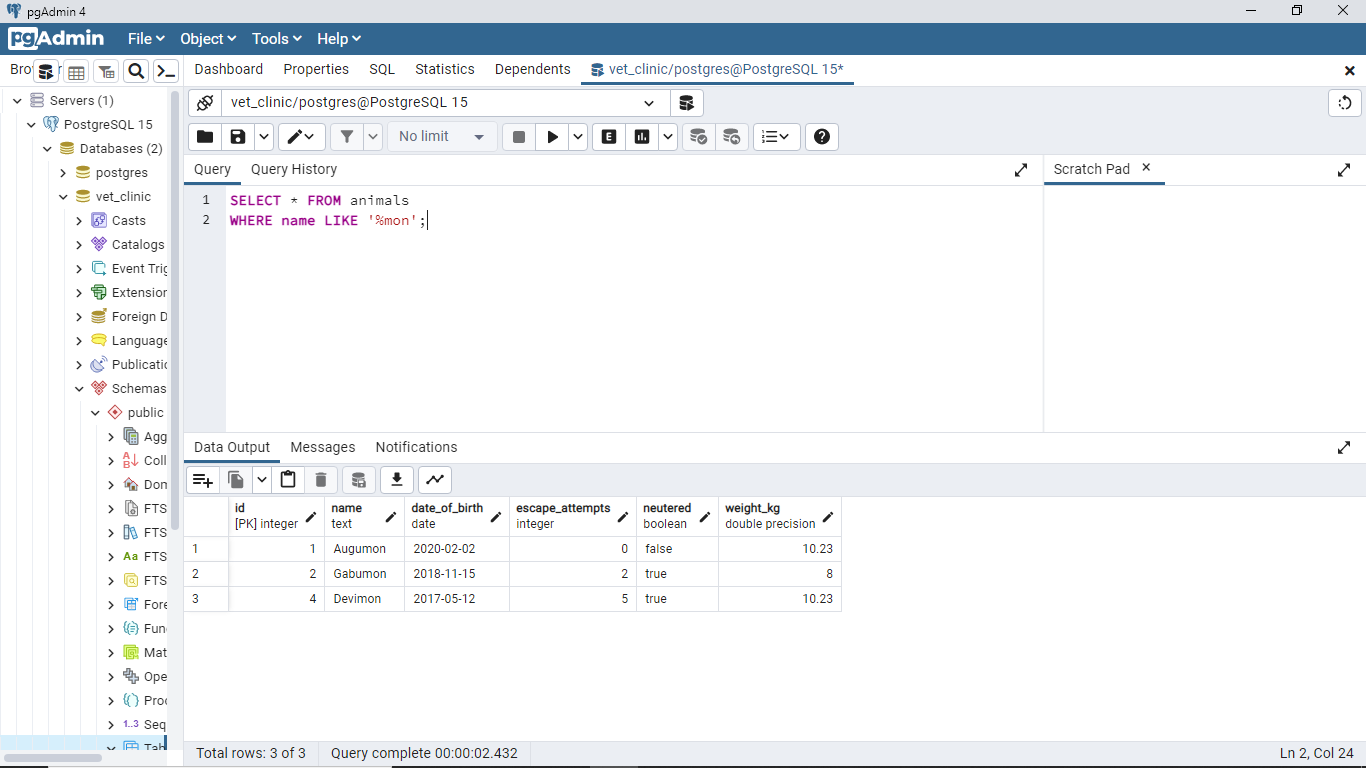 pgAdmin 4
pgAdmin File Object Tools Help
Dashboard Properties SQL Statistics Dependents vet_clinic/postgres@PostgreSQL 15*
vet_clinic/postgres@PostgreSQL 15
No limit
Servers (1)
PostgreSQL 15
Databases (2)
postgres
vet_clinic
Casts
Catalogs
Event Trig
Extension
Foreign D
Language
Publicatio
Schemas
public
Agg
Coll
Dom
FTS
FTS
Aa FTS
FTS
Fore
Fun
Mat
Ope
Proc
1..3 Seq
Tab
Query Query History
1 SELECT * FROM animals
2 WHERE name LIKE '%mon';
Scratch Pad
Data Output Messages Notifications
id name date_of_birth escape_attempts neutered weight_kg
[PK] integer text date integer boolean double precision
1 1 Augumon 2020-02-02 0 false 10.23
2 2 Gabumon 2018-11-15 2 true 8
3 4 Devimon 2017-05-12 5 true 10.23
Total rows: 3 of 3 Query complete 00:00:02.432 Ln 2, Col 24